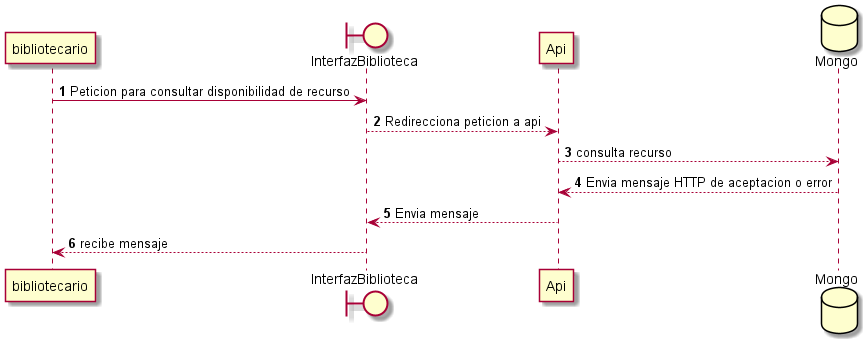 bibliotecario
InterfazBiblioteca
Api
Mongo
1 Peticion para consultar disponibilidad de recurso
2 Redirecciona peticion a api
3 consulta recurso
4 Envia mensaje HTTP de aceptacion o error
5 Envia mensaje
6 recibe mensaje
bibliotecario
InterfazBiblioteca
Api
Mongo